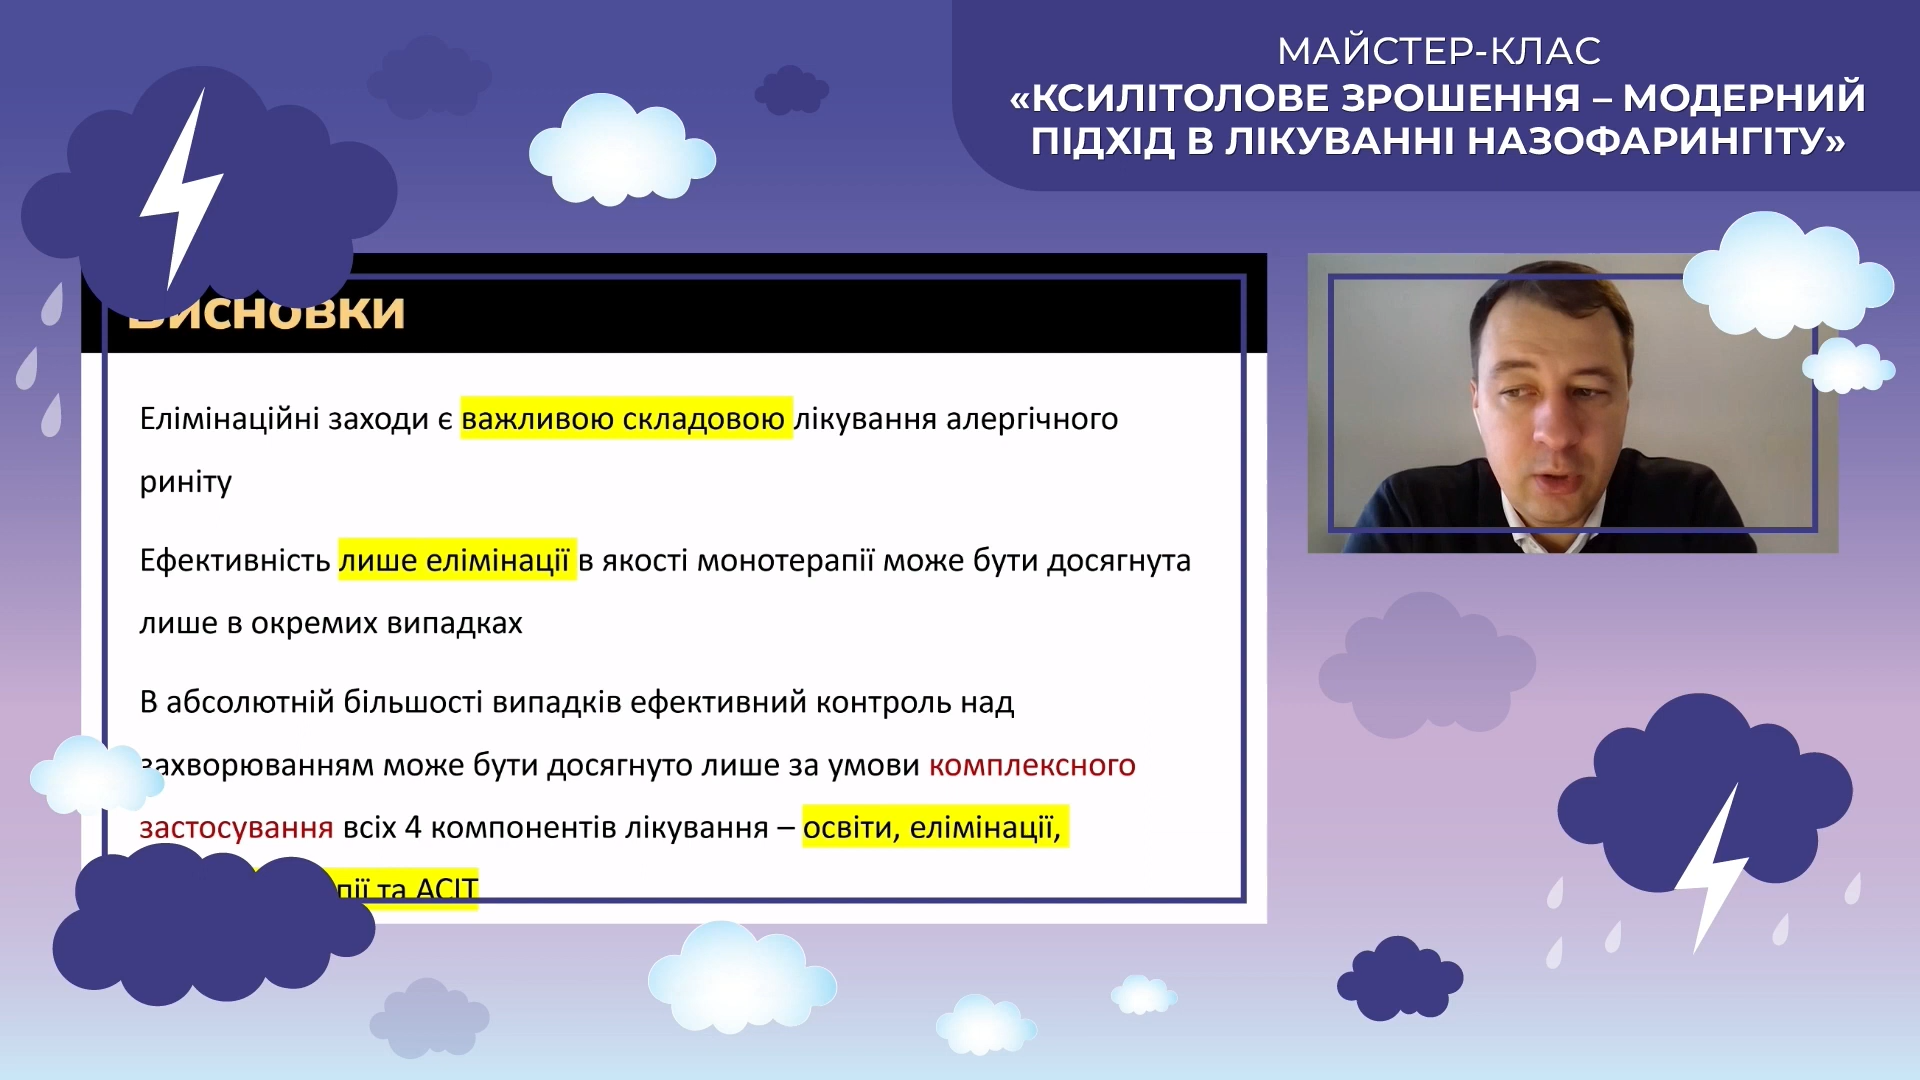 МАЙСТЕР-КЛАС
«КСИЛІТОЛОВЕ ЗРОШЕННЯ – МОДЕРНИЙ
ПІДХІД В ЛІКУВАННІ НАЗОФАРИНГІТУ»
Висновки
Елімінаційні заходи є важливою складовою лікування алергічного
риніту
Ефективність лише елімінації в якості монотерапії може бути досягнута
лише в окремих випадках
В абсолютній більшості випадків ефективний контроль над
захворюванням може бути досягнуто лише за умови комплексного
застосування всіх 4 компонентів лікування – освіти, елімінації,
та АСІТ